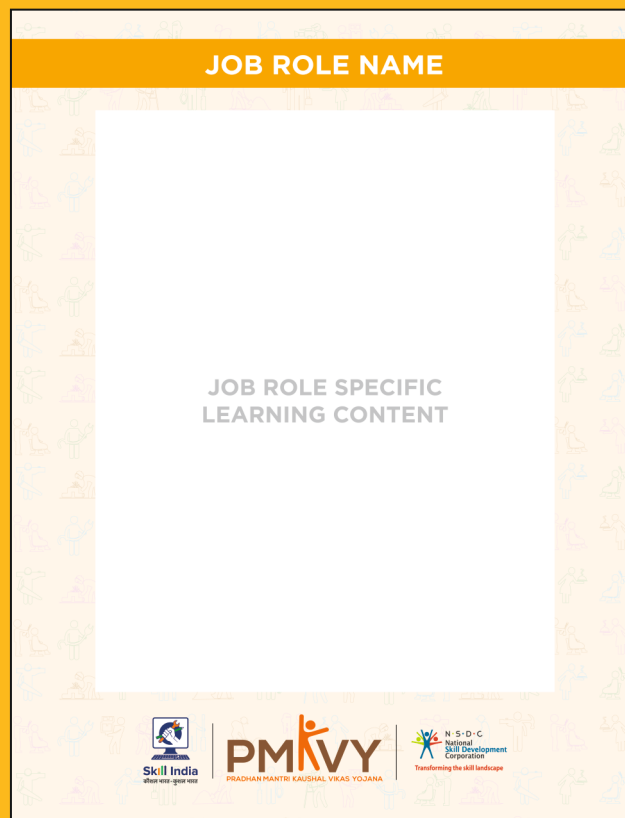 JOB ROLE NAME
JOB ROLE SPECIFIC
LEARNING CONTENT
Skill India
कौशल भारत - कुशल भारत
PMKVY
PRADHAN MANTRI KAUSHAL VIKAS YOJANA
N·S·D·C
National
Skill Development
Corporation
Transforming the skill landscape